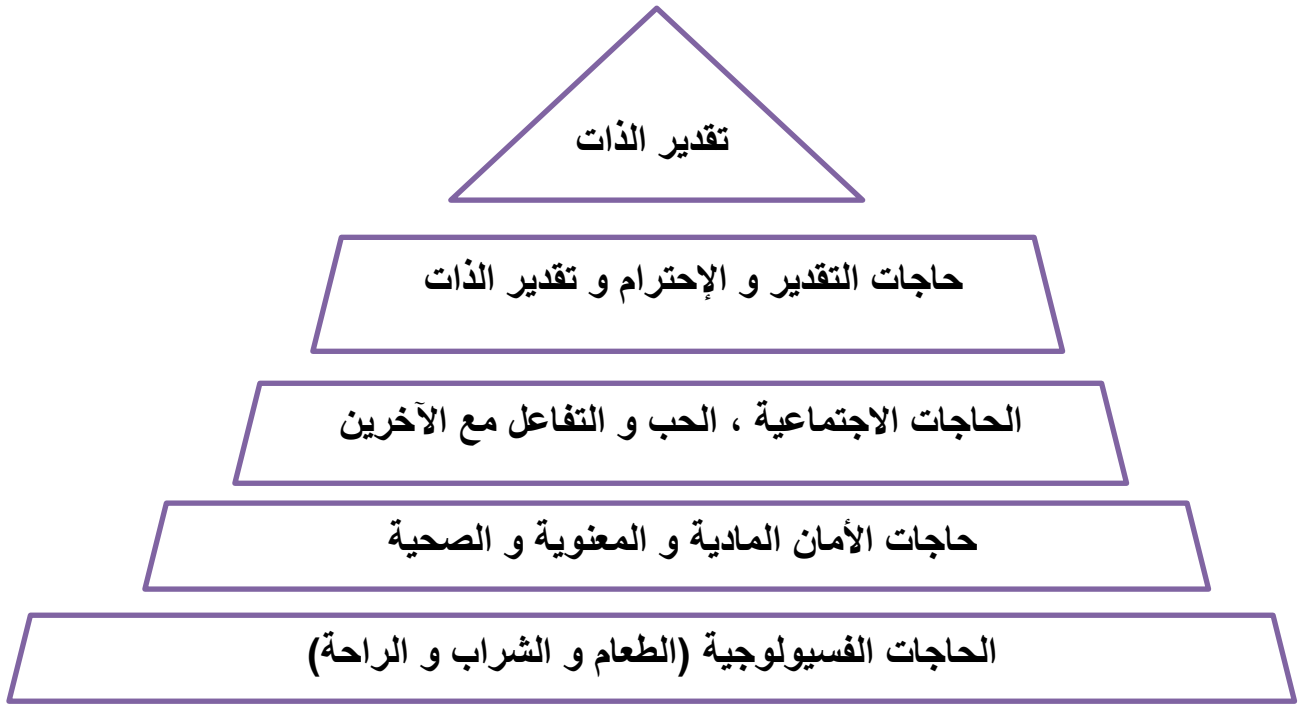 تقدير الذات
حاجات التقدير و الإحترام و تقدير الذات
الحاجات الاجتماعية ، الحب و التفاعل مع الآخرين
حاجات الأمان المادية و المعنوية و الصحية
الحاجات الفسيولوجية (الطعام و الشراب و الراحة)